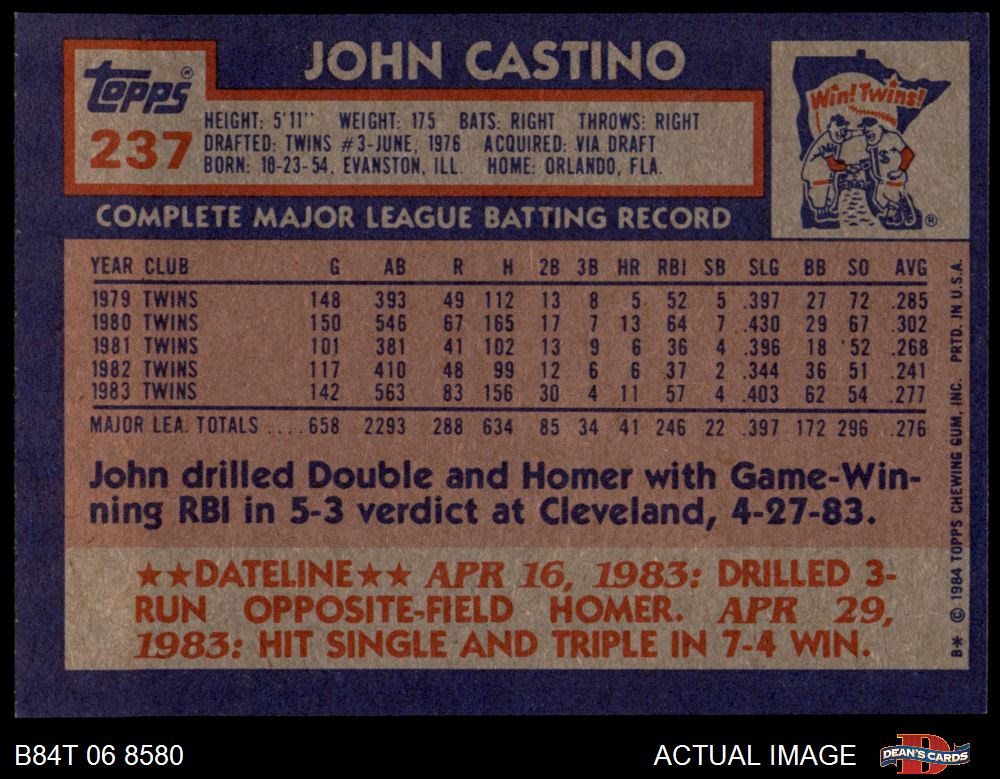 JOHN CASTINO
Topps®
237
HEIGHT: 5'11" WEIGHT: 175 BATS: RIGHT THROWS: RIGHT
DRAFTED: TWINS #3-JUNE, 1976 ACQUIRED: VIA DRAFT
BORN: 10-23-54, EVANSTON, ILL. HOME: ORLANDO, FLA.
Win! Twins!
®
COMPLETE MAJOR LEAGUE BATTING RECORD
YEAR CLUB G AB R H 2B 3B HR RBI SB SLG BB SO AVG
1979 TWINS 148 393 49 112 13 8 5 52 5 .397 27 72 .285
1980 TWINS 150 546 67 165 17 7 13 64 7 .430 29 67 .302
1981 TWINS 101 381 41 102 13 9 6 36 4 .396 18 52 .268
1982 TWINS 117 410 48 99 12 6 6 37 2 .344 36 51 .241
1983 TWINS 142 563 83 156 30 4 11 57 4 .403 62 54 .277
MAJOR LEA. TOTALS ....658 2293 288 634 85 34 41 246 22 .397 172 296 .276
John drilled Double and Homer with Game-Win-
ning RBI in 5-3 verdict at Cleveland, 4-27-83.
★★DATELINE★★ APR 16, 1983: DRILLED 3-
RUN OPPOSITE-FIELD HOMER. APR 29,
1983: HIT SINGLE AND TRIPLE IN 7-4 WIN.
B* © 1984 TOPPS CHEWING GUM, INC. PRTD. IN U.S.A.
B84T 06 8580
ACTUAL IMAGE
DEAN'S CARDS